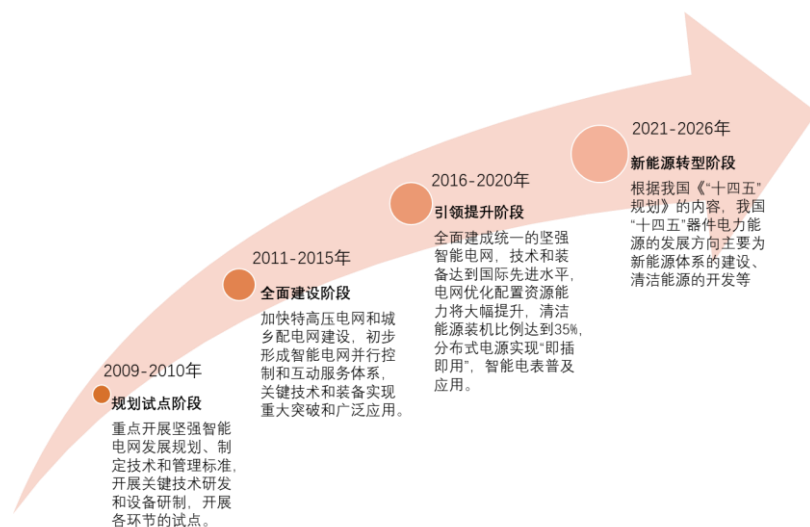 2009-2010年
规划试点阶段
重点开展坚强智能
电网发展规划、制
定技术和管理标准,
开展关键技术研发
和设备研制，开展
各环节的试点。
2011-2015年
全面建设阶段
加快特高压电网和城
乡配电网建设，初步
形成智能电网并行控
制和互动服务体系，
关键技术和装备实现
重大突破和广泛应用。
2016-2020年
引领提升阶段
全面建成统一的坚强
智能电网，技术和装
备达到国际先进水平,
电网优化配置资源能
力将大幅提升，清洁
能源装机比例达到35%,
分布式电源实现“即插
即用”，智能电表普及
应用。
2021-2026年
新能源转型阶段
根据我国《“十四五”
规划》的内容，我国
“十四五”器件电力能
源的发展方向主要为
新能源体系的建设、
清洁能源的开发等